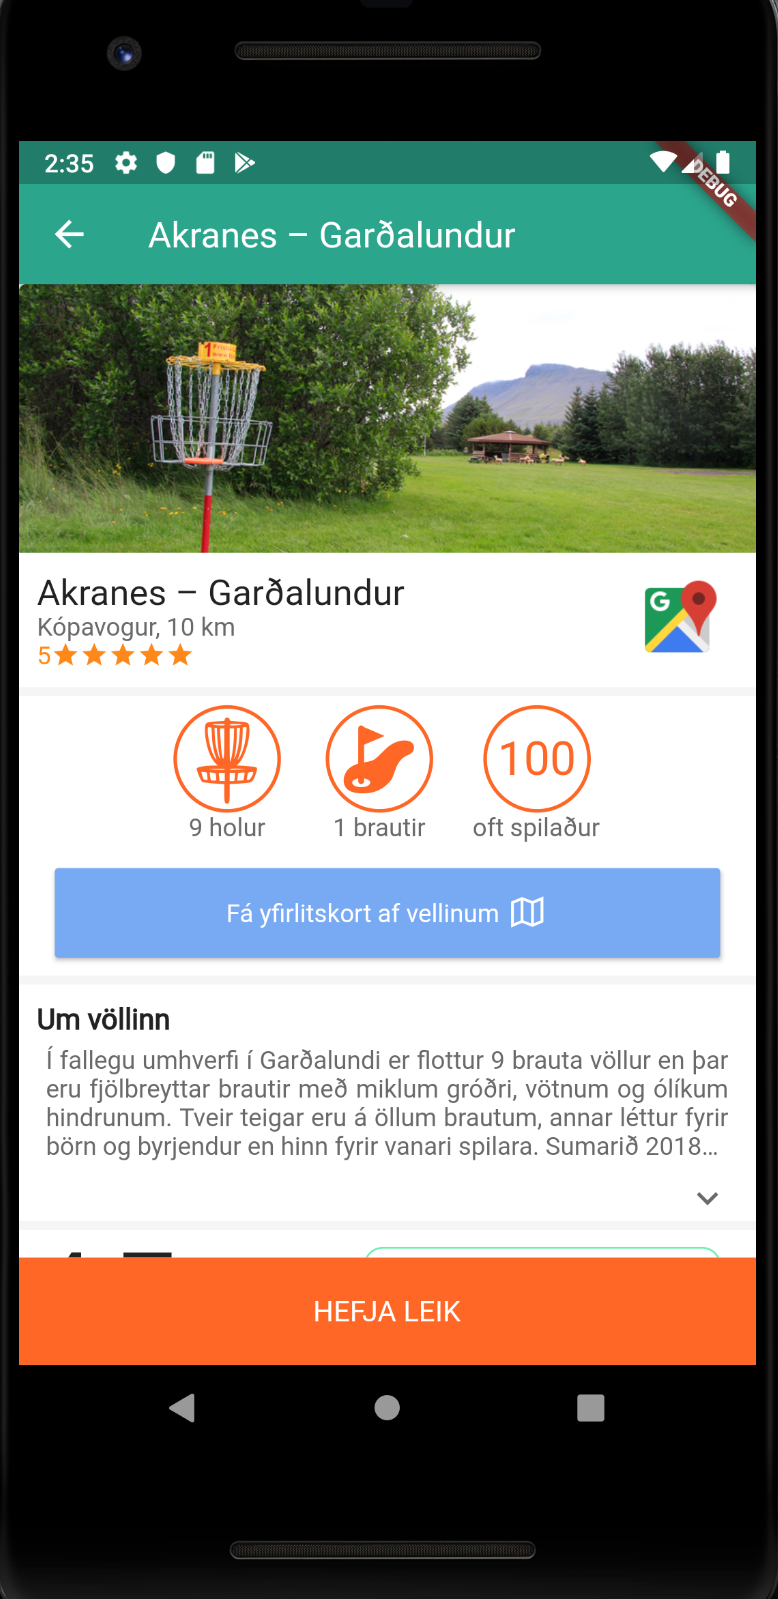 2:35
DEBUG
Akranes – Garðalundur
1
Akranes – Garðalundur
Kópavogur, 10 km
5
G
100
9 holur
1 brautir
oft spilaður
Fá yfirlitskort af vellinum
Um völlinn
Í fallegu umhverfi í Garðalundi er flottur 9 brauta völlur en þar
eru fjölbreyttar brautir með miklum gróðri, vötnum og ólíkum
hindrunum. Tveir teigar eru á öllum brautum, annar léttur fyrir
börn og byrjendur en hinn fyrir vanari spilara. Sumarið 2018...
HEFJA LEIK